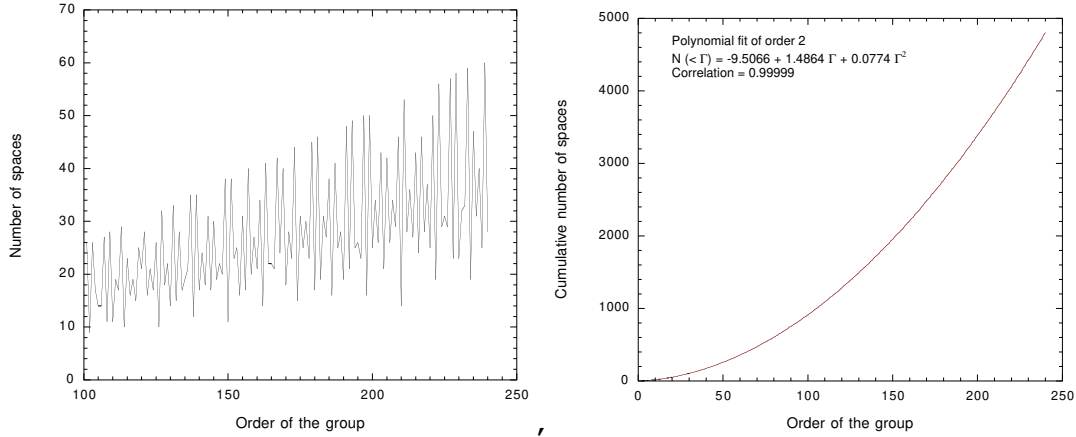 70
60
50
40
30
20
10
0
100 150 200 250
Number of spaces
Order of the group
,
5000
4000
3000
2000
1000
0
0 50 100 150 200 250
Cumulative number of spaces
Order of the group
Polynomial fit of order 2
N (< Γ) = -9.5066 + 1.4864 Γ + 0.0774 Γ²
Correlation = 0.99999